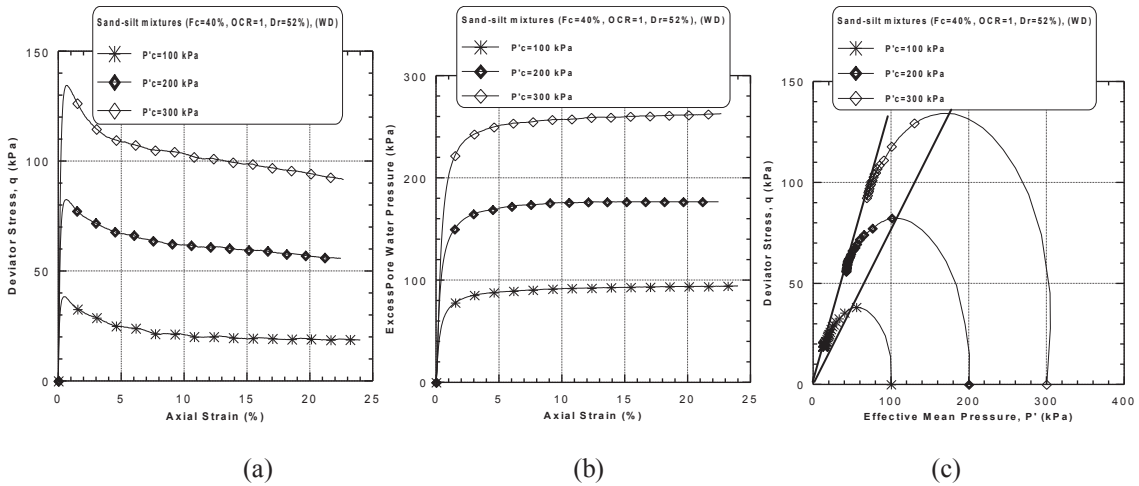 Sand-silt mixtures (Fc=40%, OCR=1, Dr=52%), (WD)
P'c=100 kPa
P'c=200 kPa
P'c=300 kPa
150
100
50
0
Deviator Stress, q (kPa)
0 5 10 15 20 25
Axial Strain (%)
(a)
Sand-silt mixtures (Fc=40%, OCR=1, Dr=52%), (WD)
P'c=100 kPa
P'c=200 kPa
P'c=300 kPa
300
200
100
0
ExcessPore Water Pressure (kPa)
0 5 10 15 20 25
Axial Strain (%)
(b)
Sand-silt mixtures (Fc=40%, OCR=1, Dr=52%), (WD)
P'c=100 kPa
P'c=200 kPa
P'c=300 kPa
150
100
50
0
Deviator Stress, q (kPa)
0 100 200 300 400
Effective Mean Pressure, P' (kPa)
(c)